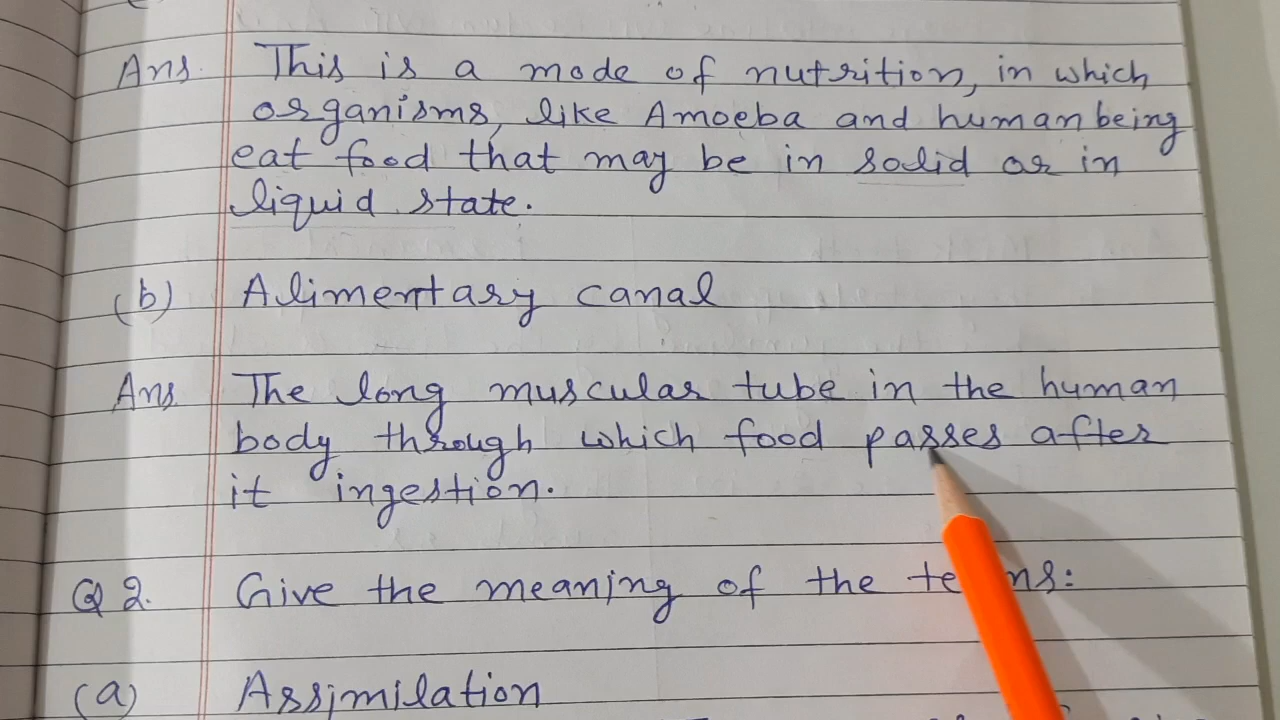 Ans. This is a mode of nutrition, in which
organisms, like Amoeba and human being
eat food that may be in solid or in
liquid state.
(b) Alimentary canal
Ans The long muscular tube in the human
body through which food passes after
it ingestion.
Q 2. Give the meaning of the terms:
(a) Assimilation